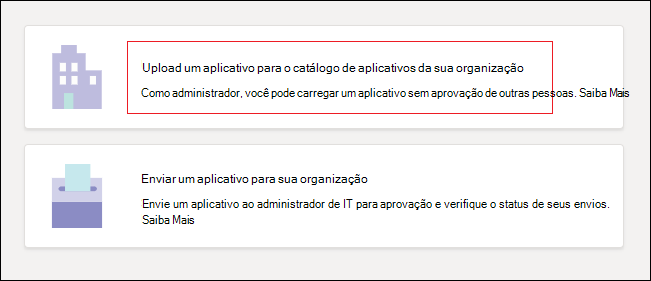 Upload um aplicativo para o catálogo de aplicativos da sua organização
Como administrador, você pode carregar um aplicativo sem aprovação de outras pessoas. Saiba Mais
Enviar um aplicativo para sua organização
Envie um aplicativo ao administrador de IT para aprovação e verifique o status de seus envios.
Saiba Mais